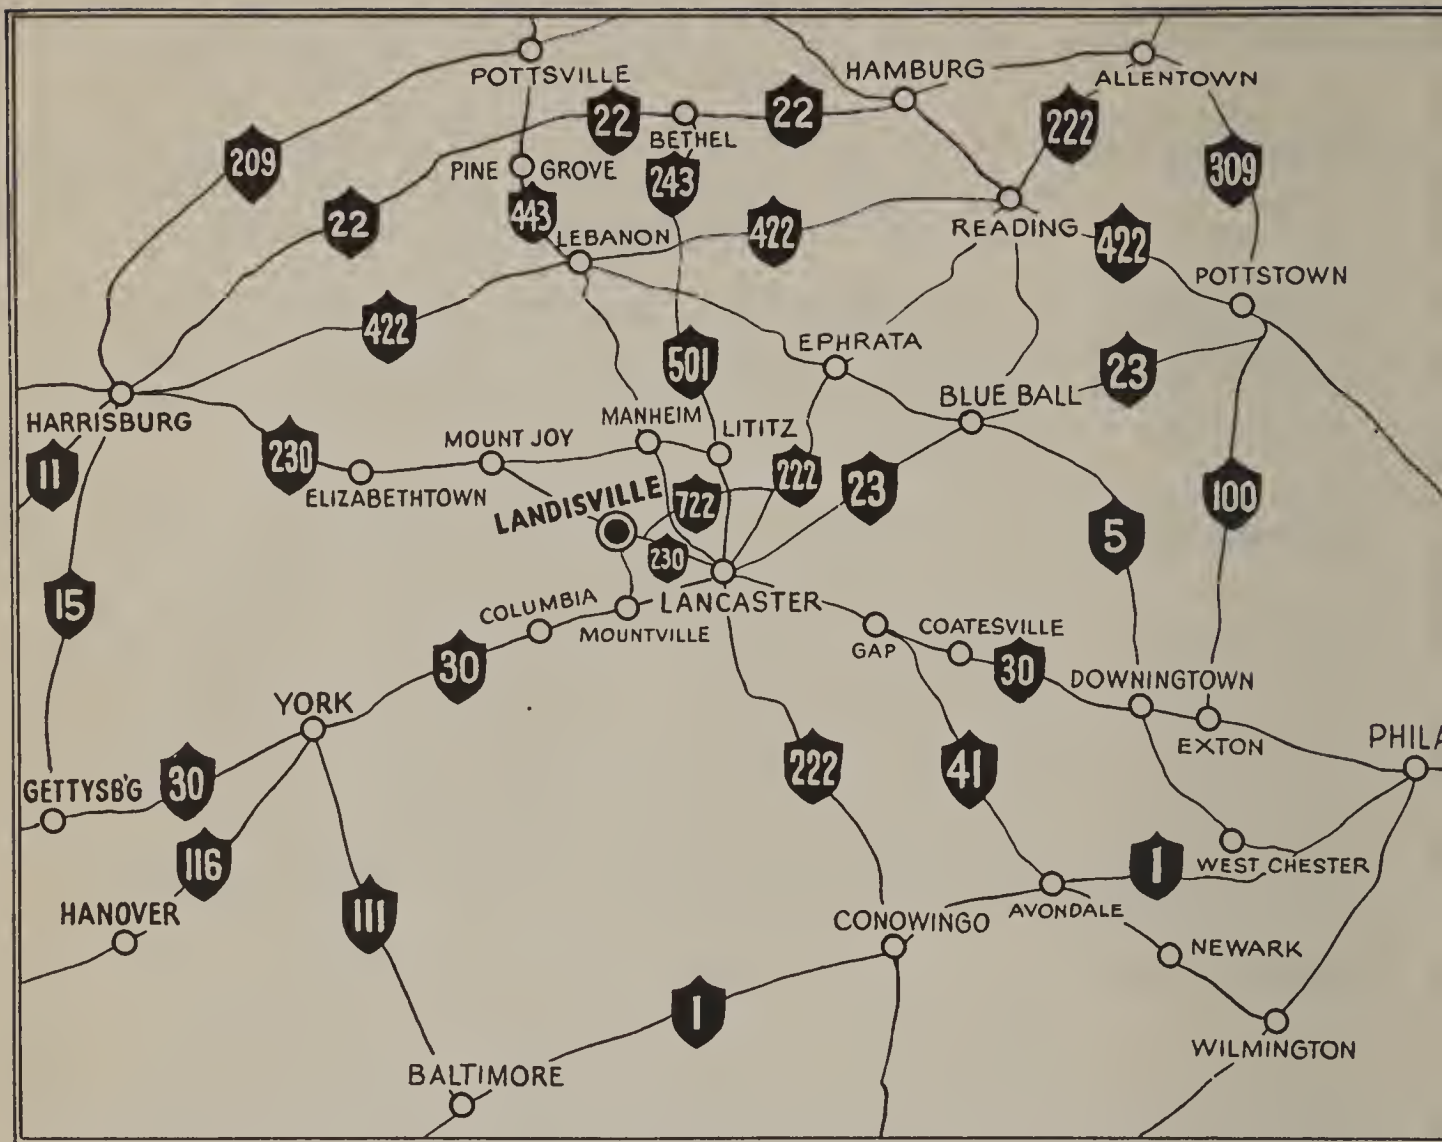 POTTSVILLE
HAMBURG
ALLENTOWN
22
22
222
BETHEL
209
PINE GROVE
243
309
22
443
READING
LEBANON
422
422
POTTSTOWN
422
EPHRATA
501
23
BLUE BALL
HARRISBURG
MANHEIM
LITITZ
MOUNT JOY
11
230
ELIZABETHTOWN
222
23
LANDISVILLE
722
100
5
230
15
COLUMBIA
LANCASTER
MOUNTVILLE
COATESVILLE
GAP
30
30
DOWNINGTOWN
YORK
EXTON
PHILA
222
41
30
GETTYSB'G
116
1
WEST CHESTER
HANOVER
111
CONOWINGO
AVONDALE
NEWARK
1
WILMINGTON
BALTIMORE